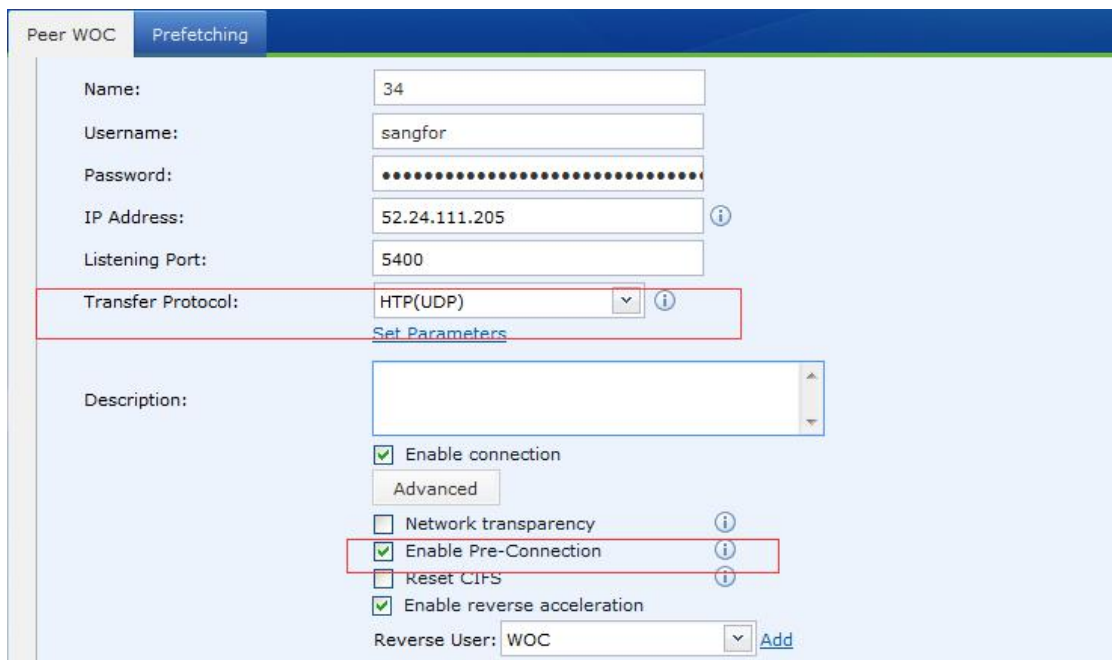 Peer WOC Prefetching
Name: 34
Username: sangfor
Password: ••••••••••••••••••••••••••••••••
IP Address: 52.24.111.205
Listening Port: 5400
Transfer Protocol: HTP(UDP)
Set Parameters
Description:
Enable connection
Advanced
Network transparency
Enable Pre-Connection
Reset CIFS
Enable reverse acceleration
Reverse User: WOC Add